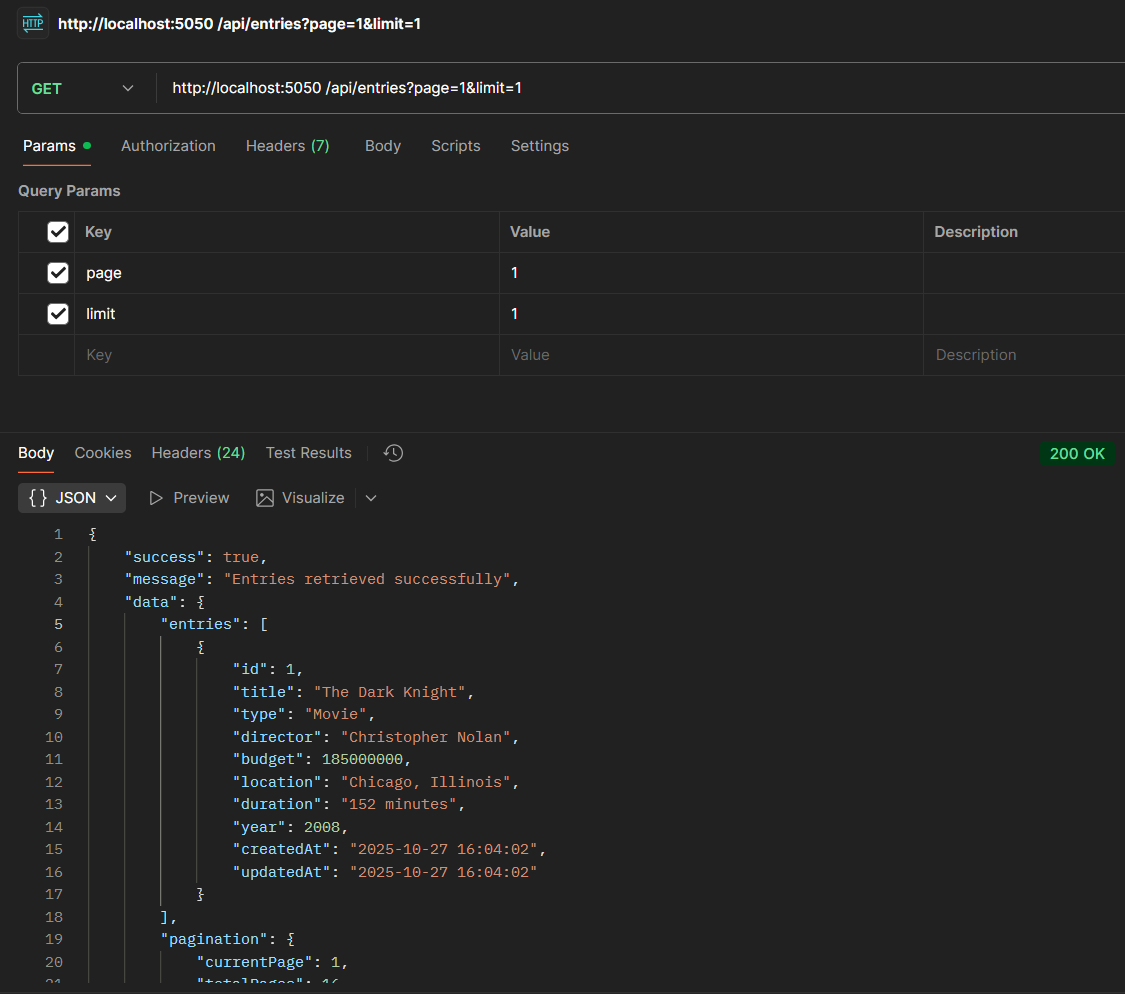 HTTP http://localhost:5050 /api/entries?page=1&limit=1
GET http://localhost:5050 /api/entries?page=1&limit=1
Params Authorization Headers (7) Body Scripts Settings
Query Params
Key Value Description
page 1
limit 1
Key Value Description
Body Cookies Headers (24) Test Results 200 OK
{} JSON Preview Visualize
1 {
2 "success": true,
3 "message": "Entries retrieved successfully",
4 "data": {
5 "entries": [
6 {
7 "id": 1,
8 "title": "The Dark Knight",
9 "type": "Movie",
10 "director": "Christopher Nolan",
11 "budget": 185000000,
12 "location": "Chicago, Illinois",
13 "duration": "152 minutes",
14 "year": 2008,
15 "createdAt": "2025-10-27 16:04:02",
16 "updatedAt": "2025-10-27 16:04:02"
17 }
18 ],
19 "pagination": {
20 "currentPage": 1,
21 "totalPages":